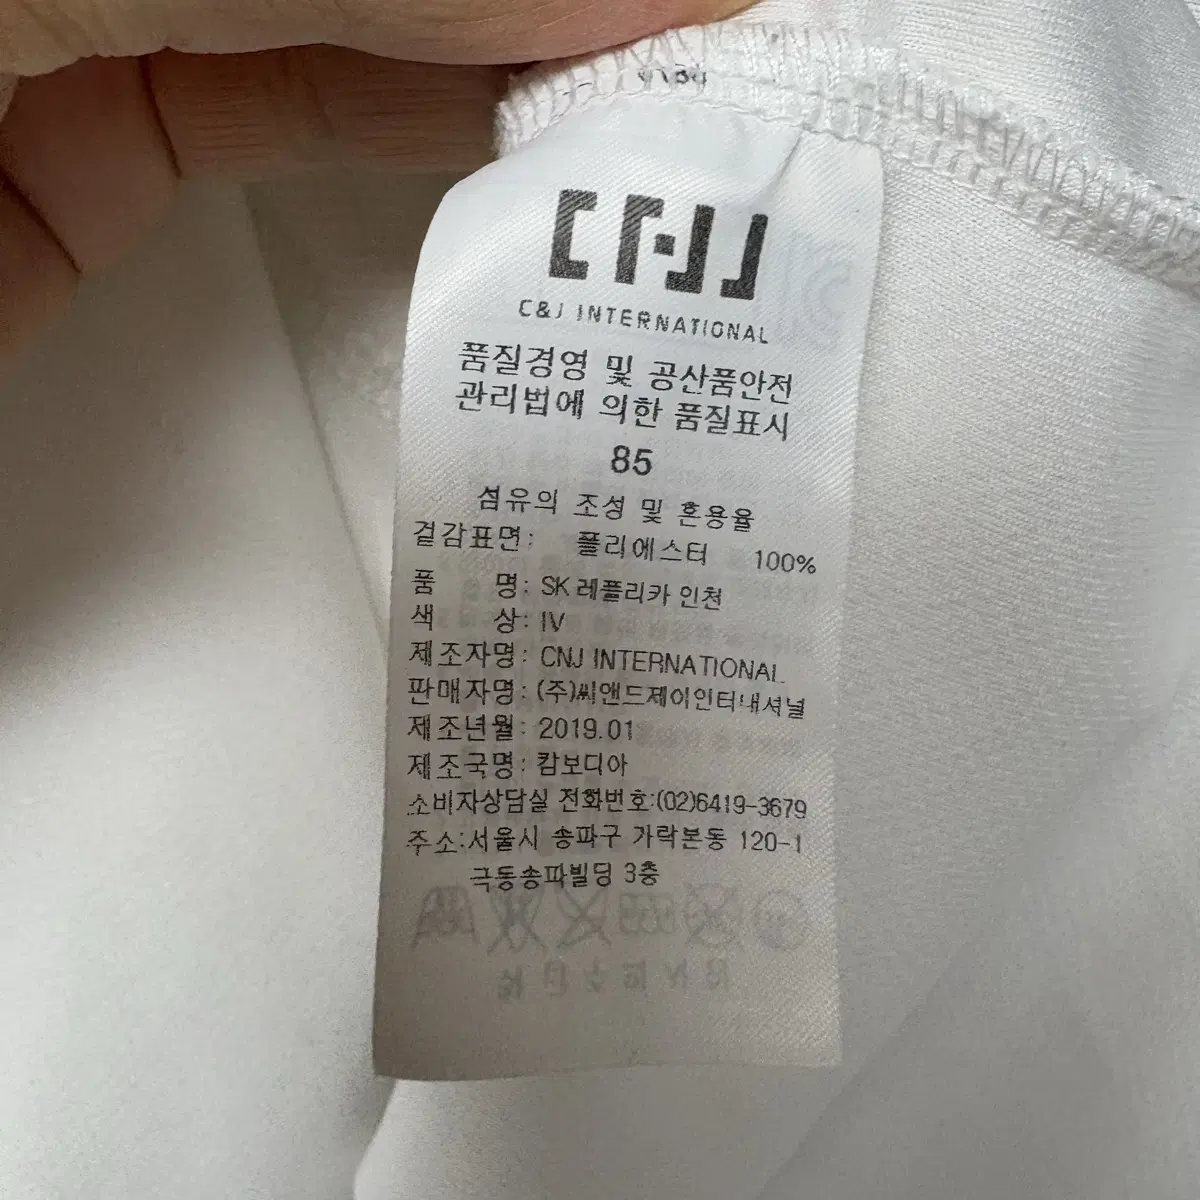 C&J INTERNATIONAL
품질경영 및 공산품안전
관리법에 의한 품질표시
85
섬유의 조성 및 혼용율
겉감표면: 폴리에스터 100%
품 명: SK 레플리카 인천
색 상: IV
제조자명: CNJ INTERNATIONAL
판매자명: (주)씨앤드제이인터내셔널
제조년월: 2019.01
제조국명: 캄보디아
소비자상담실 전화번호:(02)6419-3679
주소:서울시 송파구 가락본동 120-1
극동송파빌딩 3층